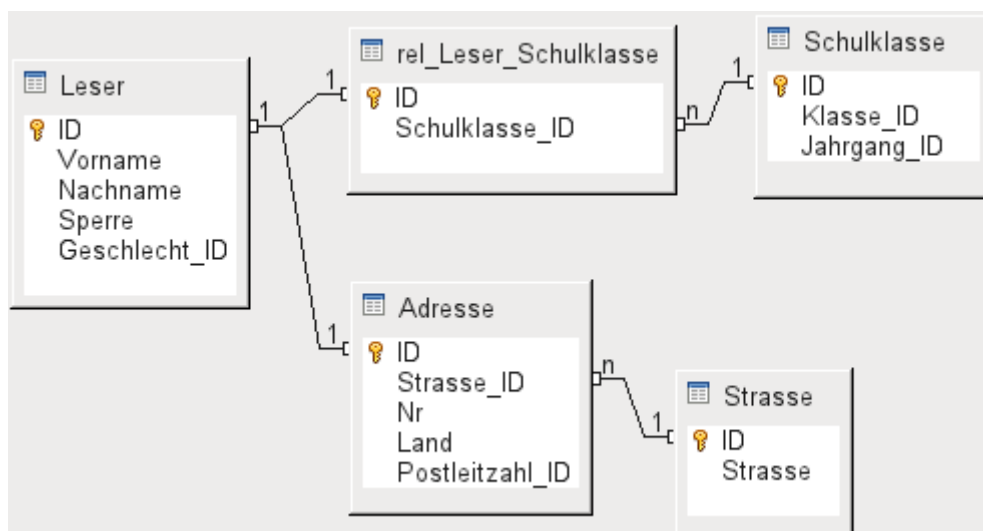 Leser
ID
Vorname
Nachname
Sperre
Geschlecht_ID
1
1
rel_Leser_Schulklasse
ID
Schulklasse_ID
n
1
Schulklasse
ID
Klasse_ID
Jahrgang_ID
1
Adresse
ID
Strasse_ID
Nr
Land
Postleitzahl_ID
n
1
Strasse
ID
Strasse